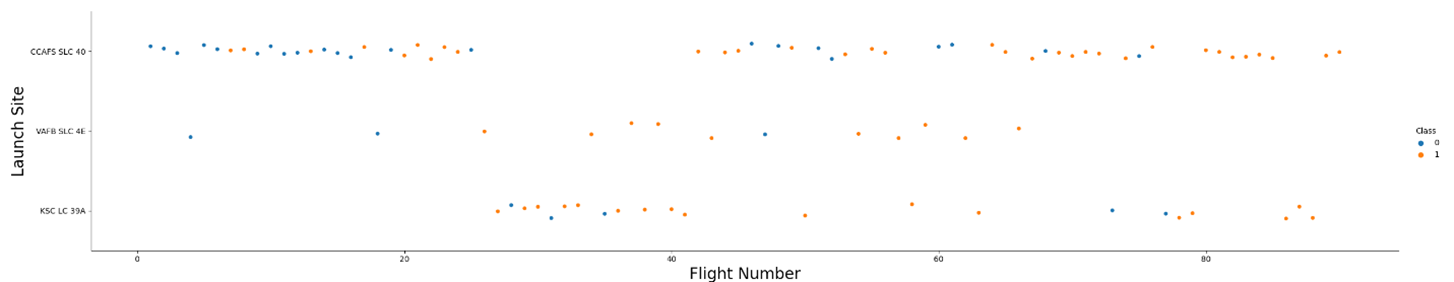 Launch Site
CCAFS SLC 40
VAFB SLC 4E
KSC LC 39A
0
20
40
60
80
Flight Number
Class
0
1